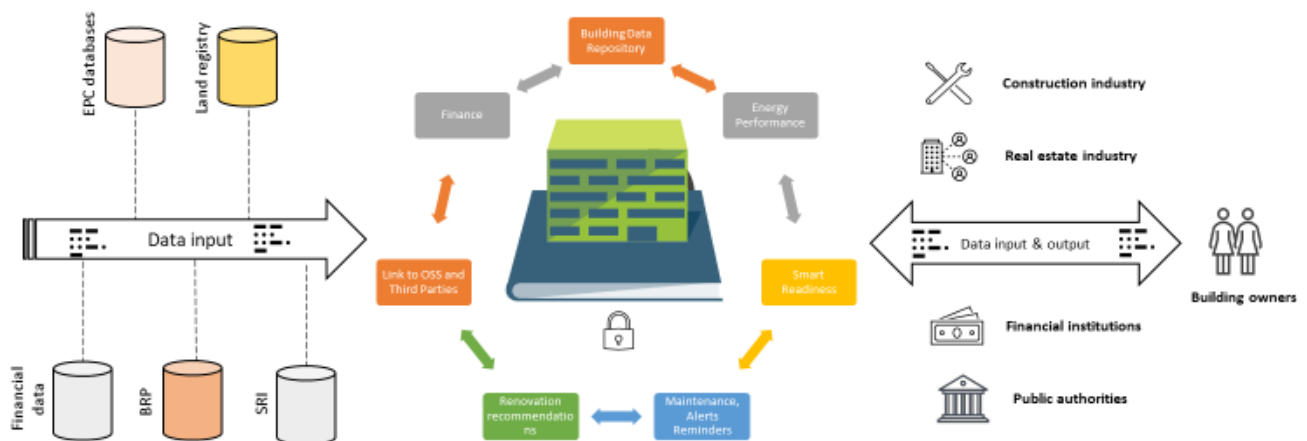 EPC databases
Land registry
Data input
Financial
data
BRP
SRI
Building Data
Repository
Finance
Energy
Performance
Link to OSS and
Third Parties
Smart
Readiness
Renovation
recommendatio
ns
Maintenance,
Alerts
Reminders
Construction industry
Real estate industry
Data input & output
Building owners
Financial institutions
Public authorities